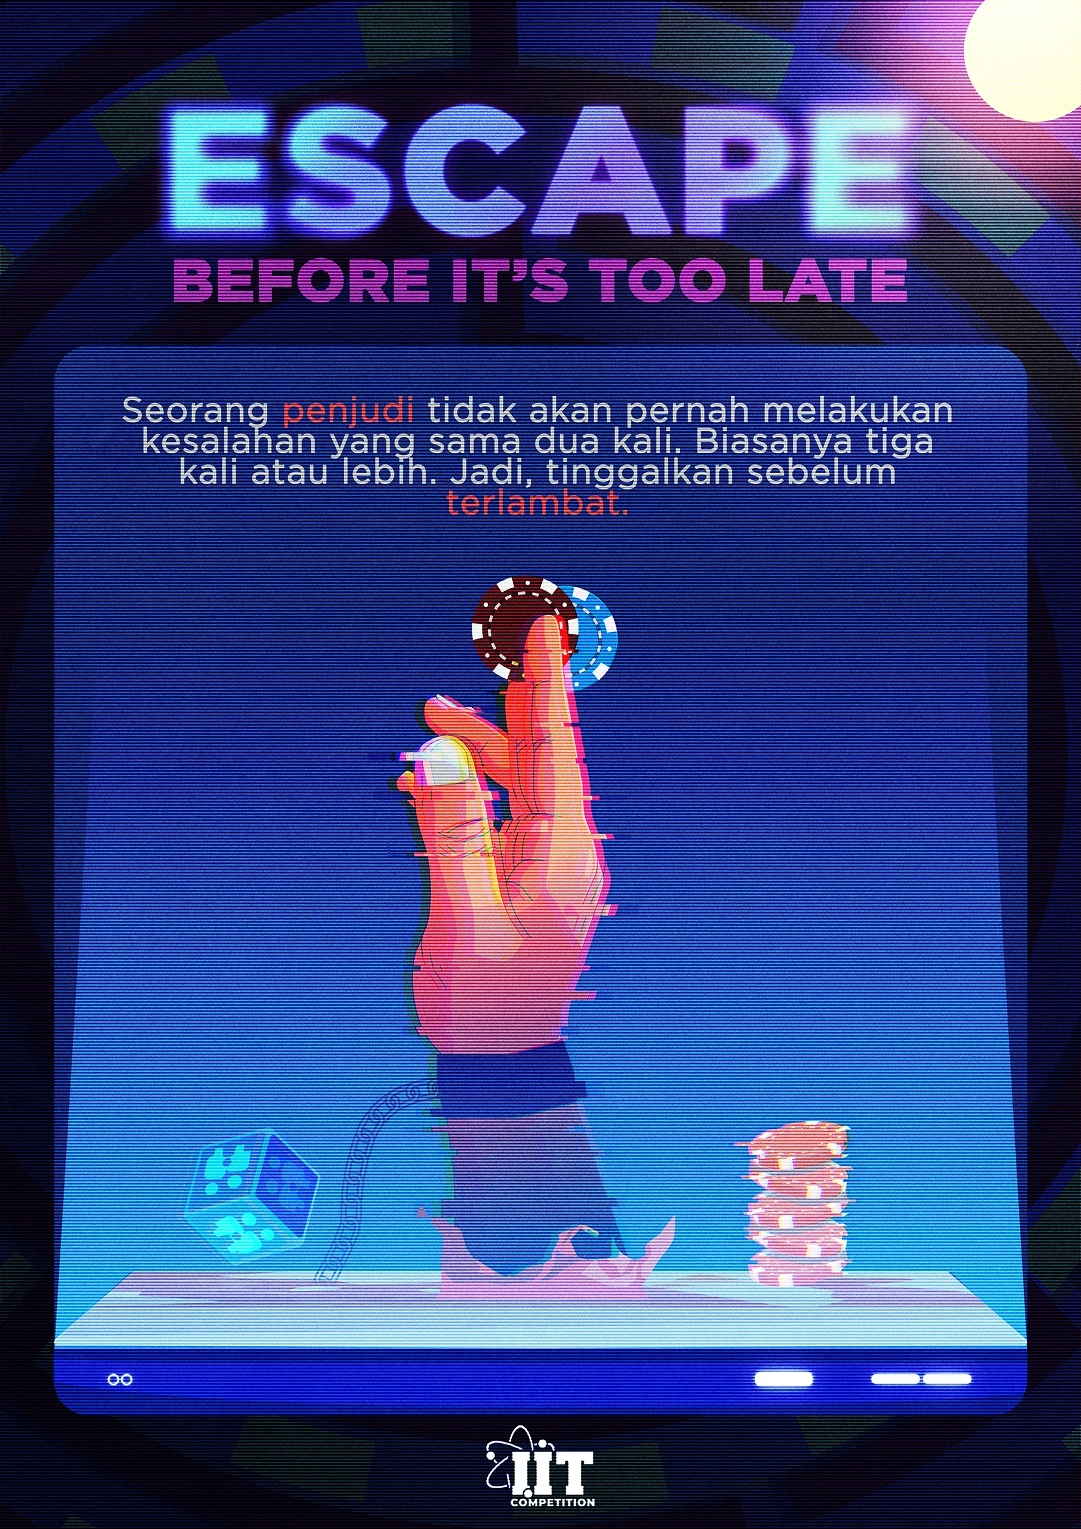 ESCAPE
BEFORE IT'S TOO LATE
Seorang penjudi tidak akan pernah melakukan
kesalahan yang sama dua kali. Biasanya tiga
kali atau lebih. Jadi, tinggalkan sebelum
terlambat.
IIT
COMPETITION